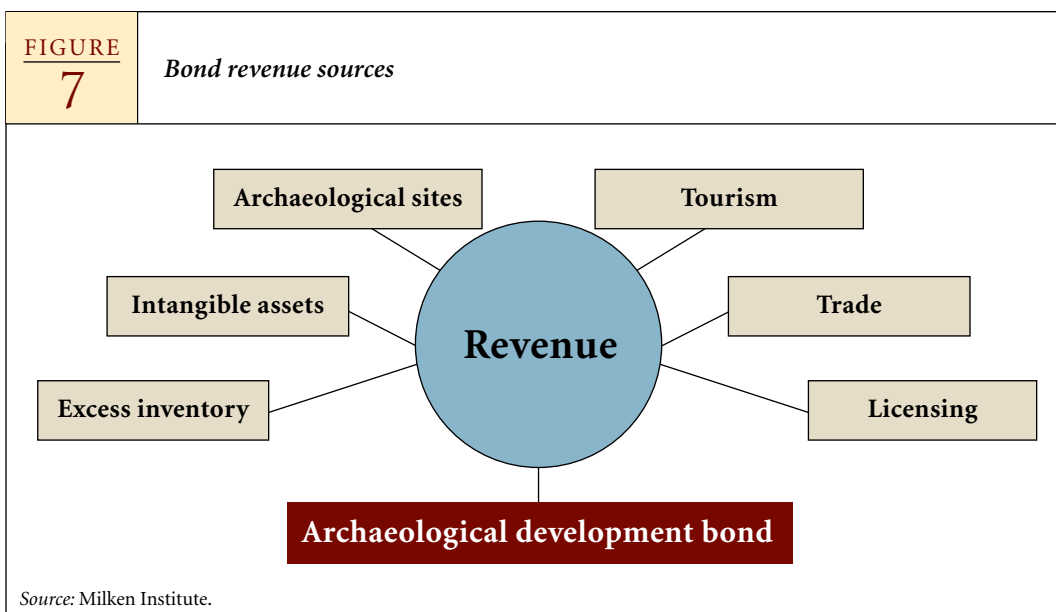 FIGURE
7
Bond revenue sources
Archaeological sites
Tourism
Intangible assets
Trade
Revenue
Excess inventory
Licensing
Archaeological development bond
Source: Milken Institute.